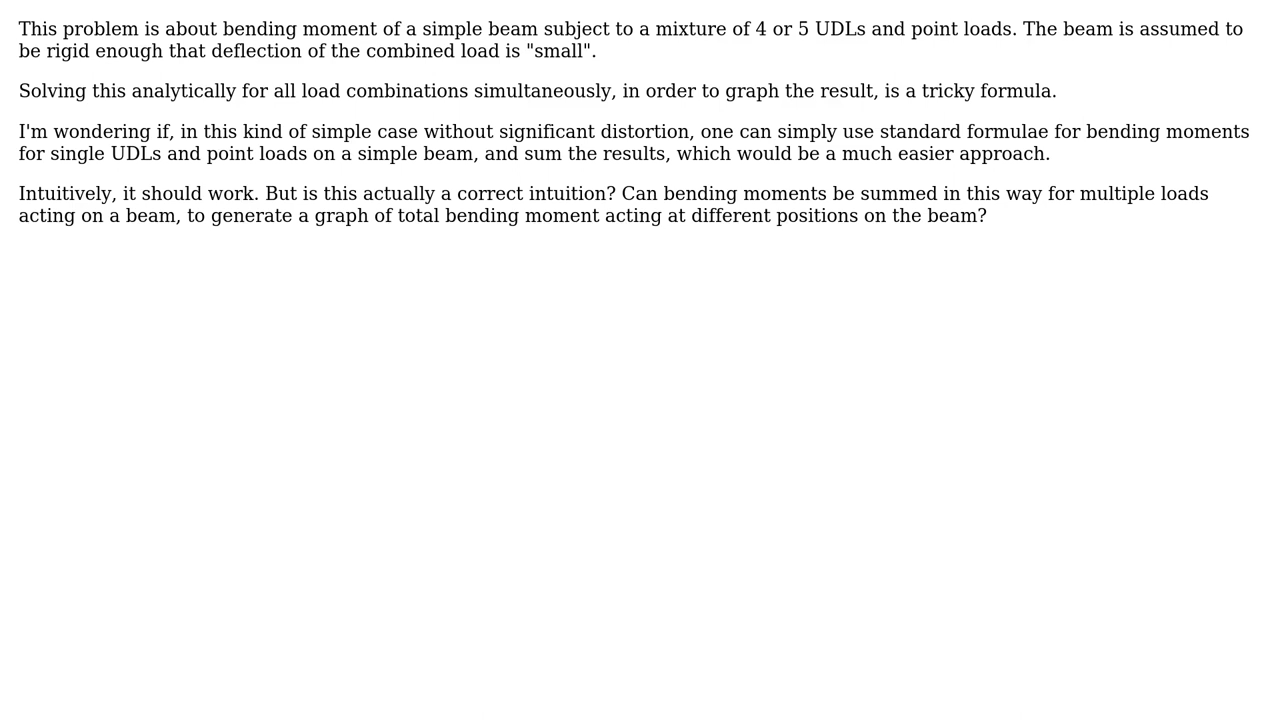 This problem is about bending moment of a simple beam subject to a mixture of 4 or 5 UDLs and point loads. The beam is assumed to
be rigid enough that deflection of the combined load is "small".
Solving this analytically for all load combinations simultaneously, in order to graph the result, is a tricky formula.
I'm wondering if, in this kind of simple case without significant distortion, one can simply use standard formulae for bending moments
for single UDLs and point loads on a simple beam, and sum the results, which would be a much easier approach.
Intuitively, it should work. But is this actually a correct intuition? Can bending moments be summed in this way for multiple loads
acting on a beam, to generate a graph of total bending moment acting at different positions on the beam?